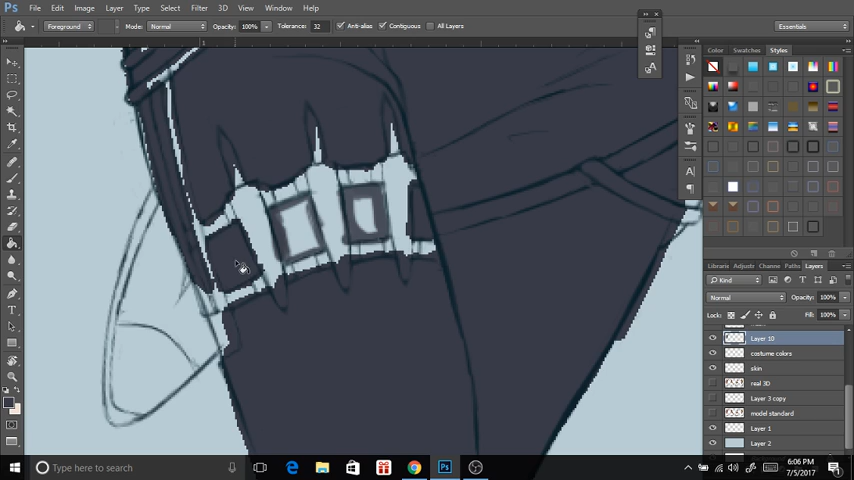 Ps File Edit Image Layer Type Select Filter 3D View Window Help
Foreground Mode: Normal Opacity: 100% Tolerance: 32 Anti-alias Contiguous All Layers Essentials
Color Swatches Styles
Librarie Adjustm Channel Paths Layers
Kind
Normal Opacity: 100%
Lock: Fill: 100%
Layer 10
costume colors
skin
real 3D
Layer 3 copy
model standard
Layer 1
Layer 2
Type here to search
6:06 PM
7/5/2017